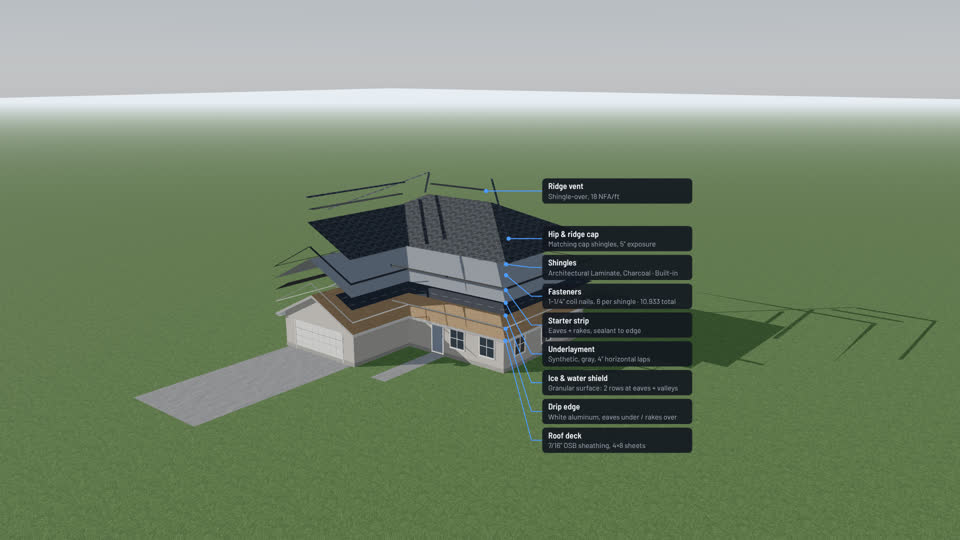 Ridge vent
Shingle-over, 18 NFA/ft
Hip & ridge cap
Matching cap shingles, 5" exposure
Shingles
Architectural Laminate, Charcoal · Built-in
Fasteners
1-1/4" coil nails, 6 per shingle · 10,933 total
Starter strip
Eaves + rakes, sealant to edge
Underlayment
Synthetic, gray, 4" horizontal laps
Ice & water shield
Granular surface: 2 rows at eaves + valleys
Drip edge
White aluminum, eaves under / rakes over
Roof deck
7/16" OSB sheathing, 4×8 sheets